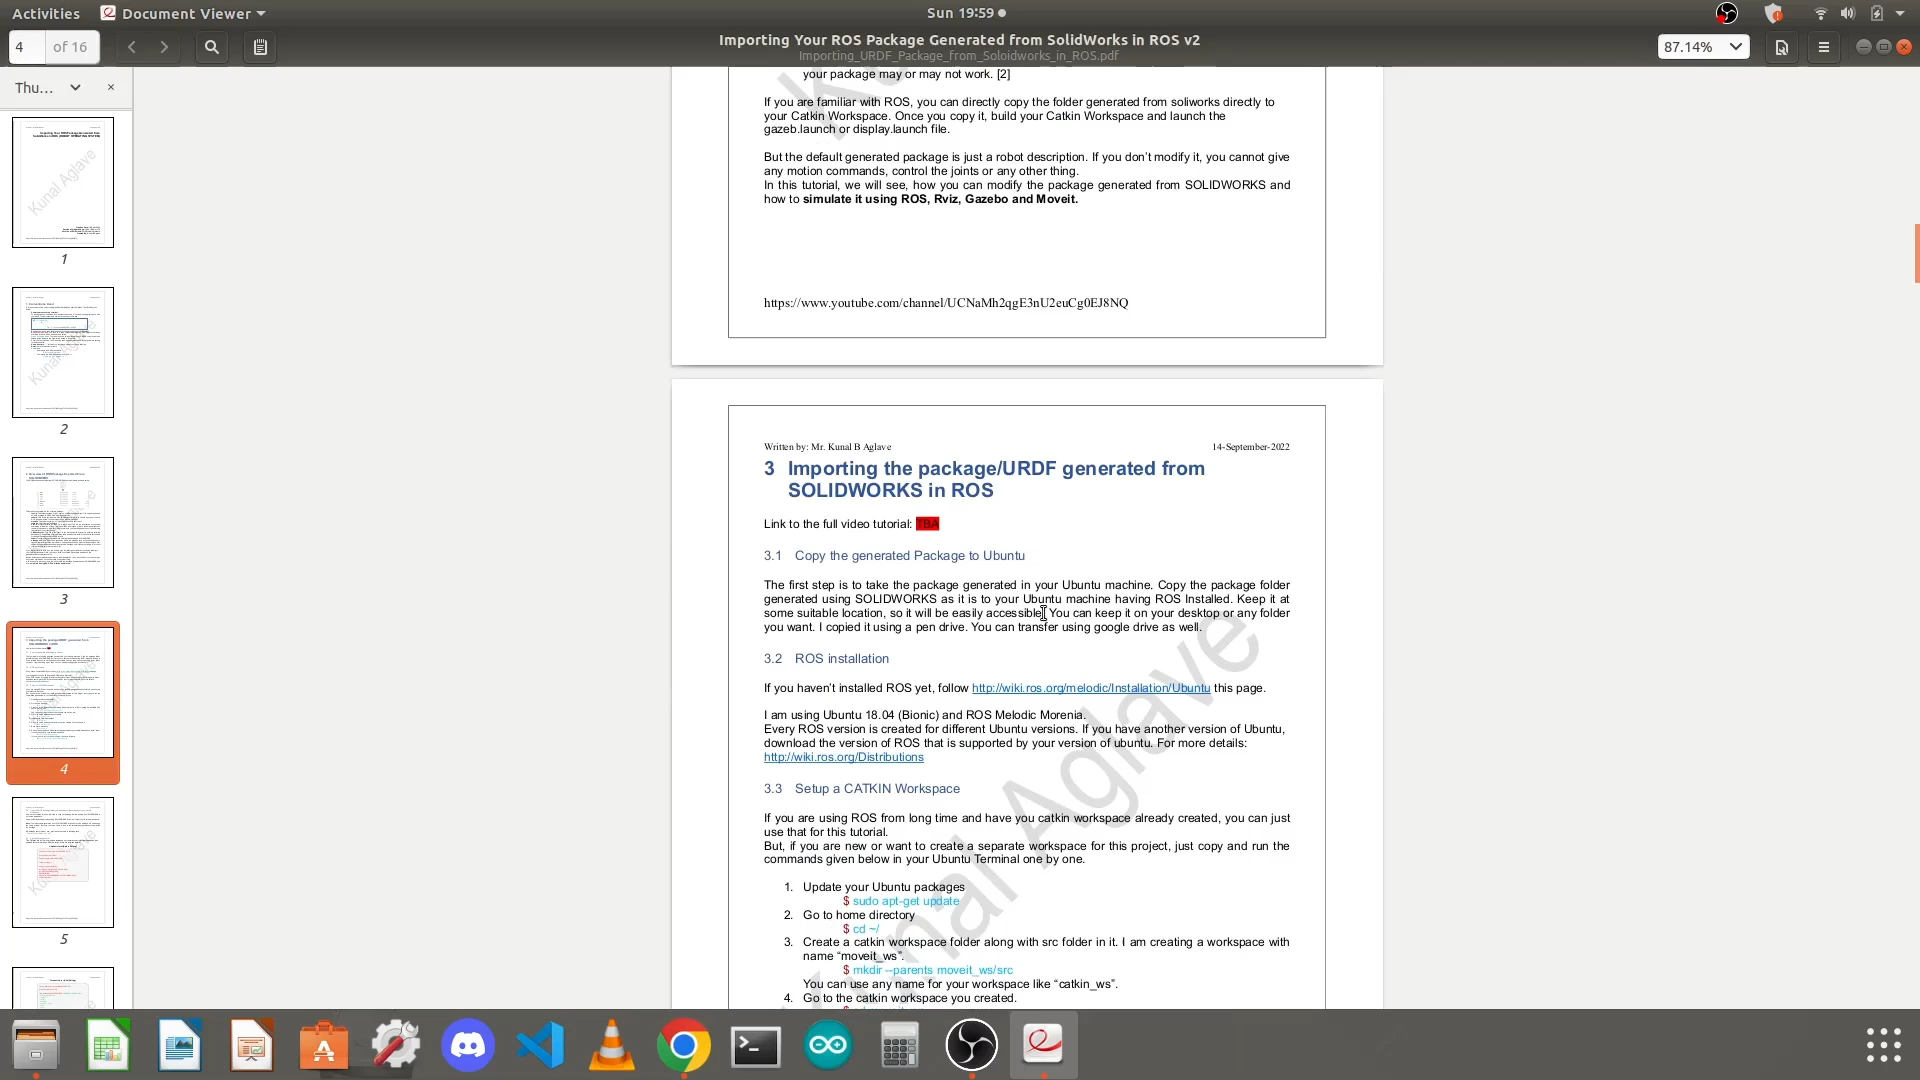 Activities
Document Viewer
Sun 19:59
4 of 16
Importing Your ROS Package Generated from SolidWorks in ROS v2
Importing_URDF_Package_from_Soloidworks_in_ROS.pdf
87.14%
Thu...
your package may or may not work. [2]
If you are familiar with ROS, you can directly copy the folder generated from soliworks directly to
your Catkin Workspace. Once you copy it, build your Catkin Workspace and launch the
gazeb.launch or display.launch file.
But the default generated package is just a robot description. If you don't modify it, you cannot give
any motion commands, control the joints or any other thing.
In this tutorial, we will see, how you can modify the package generated from SOLIDWORKS and
how to simulate it using ROS, Rviz, Gazebo and Moveit.
https://www.youtube.com/channel/UCNaMh2qgE3nU2euCg0EJ8NQ
Written by: Mr. Kunal B Aglave
14-September-2022
3 Importing the package/URDF generated from
SOLIDWORKS in ROS
Link to the full video tutorial: TBA
3.1 Copy the generated Package to Ubuntu
The first step is to take the package generated in your Ubuntu machine. Copy the package folder
generated using SOLIDWORKS as it is to your Ubuntu machine having ROS Installed. Keep it at
some suitable location, so it will be easily accessible. You can keep it on your desktop or any folder
you want. I copied it using a pen drive. You can transfer using google drive as well.
3.2 ROS installation
If you haven't installed ROS yet, follow http://wiki.ros.org/melodic/Installation/Ubuntu this page.
I am using Ubuntu 18.04 (Bionic) and ROS Melodic Morenia.
Every ROS version is created for different Ubuntu versions. If you have another version of Ubuntu,
download the version of ROS that is supported by your version of ubuntu. For more details:
http://wiki.ros.org/Distributions
3.3 Setup a CATKIN Workspace
If you are using ROS from long time and have you catkin workspace already created, you can just
use that for this tutorial.
But, if you are new or want to create a separate workspace for this project, just copy and run the
commands given below in your Ubuntu Terminal one by one.
1. Update your Ubuntu packages
$ sudo apt-get update
2. Go to home directory
$ cd ~/
3. Create a catkin workspace folder along with src folder in it. I am creating a workspace with
name “moveit_ws”.
$ mkdir --parents moveit_ws/src
You can use any name for your workspace like “catkin_ws”.
4. Go to the catkin workspace you created.
Kunal Aglave
1
Kunal Aglave
2
3
4
5